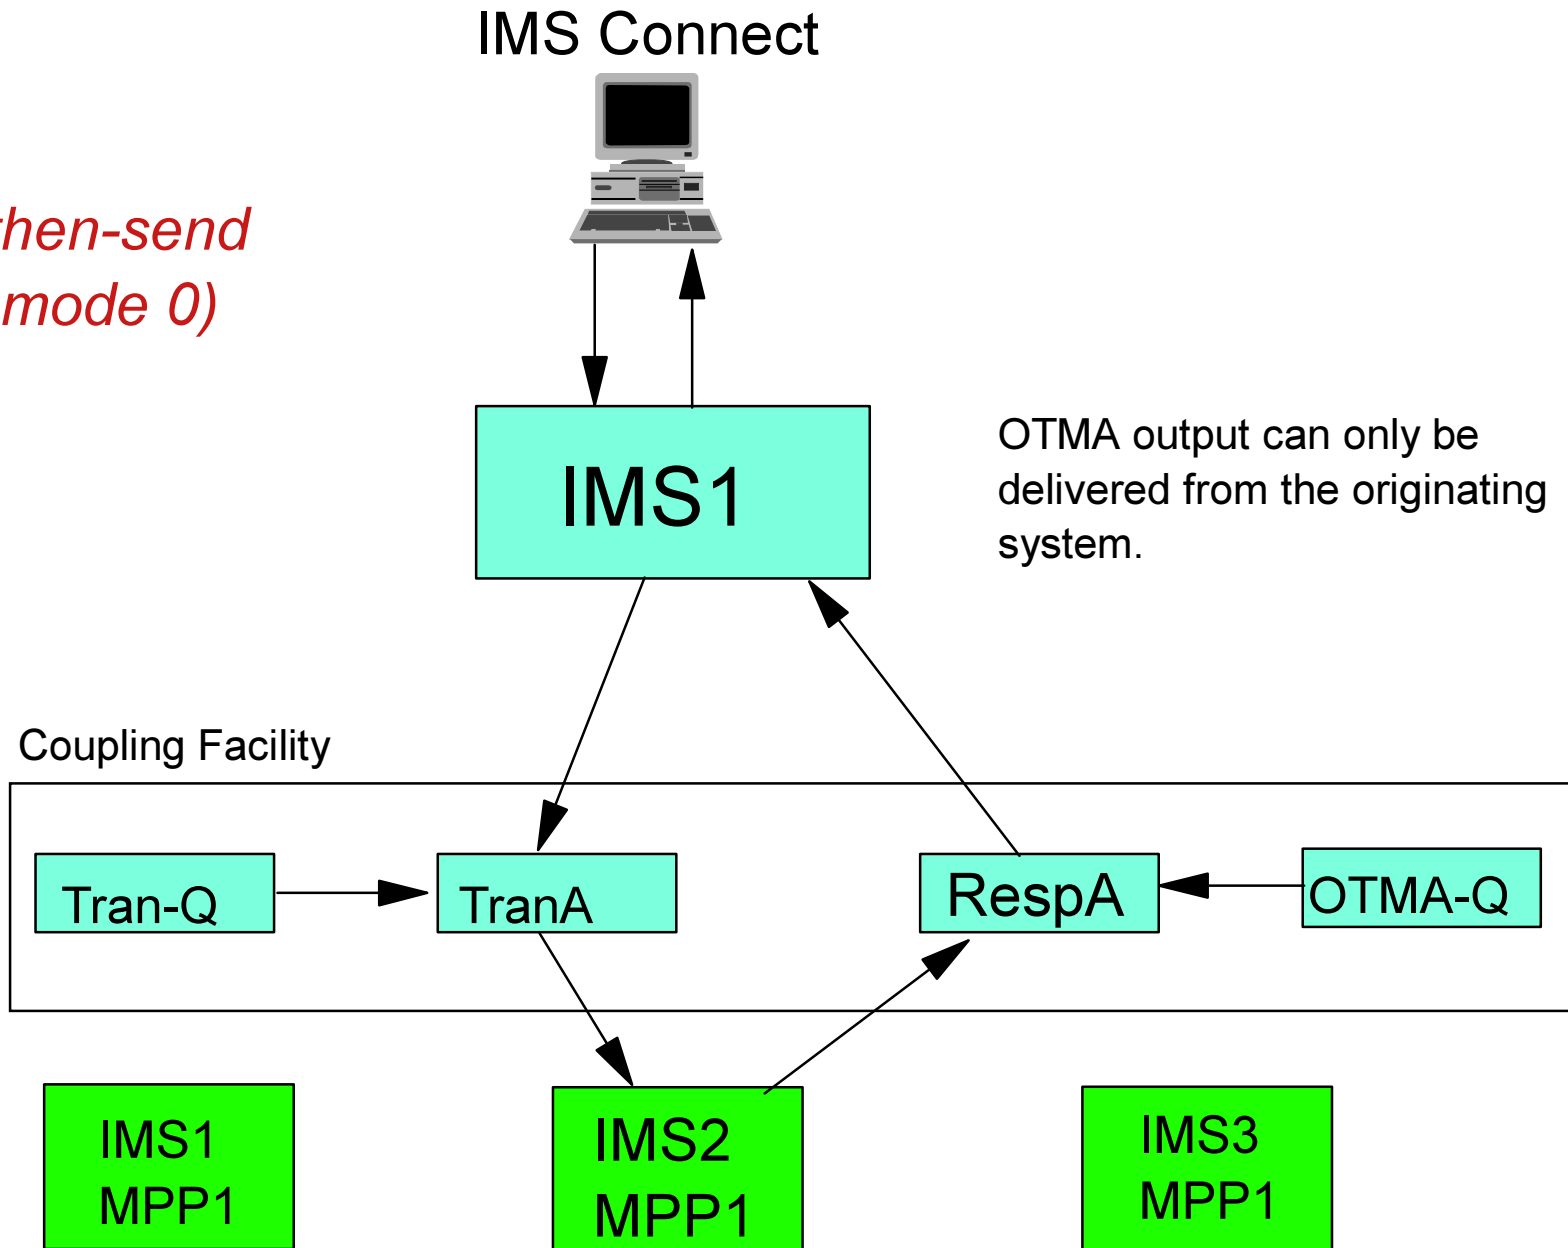 IMS Connect
then-send
mode 0)
IMS1
OTMA output can only be
delivered from the originating
system.
Coupling Facility
Tran-Q
TranA
RespA
OTMA-Q
IMS1
MPP1
IMS2
MPP1
IMS3
MPP1